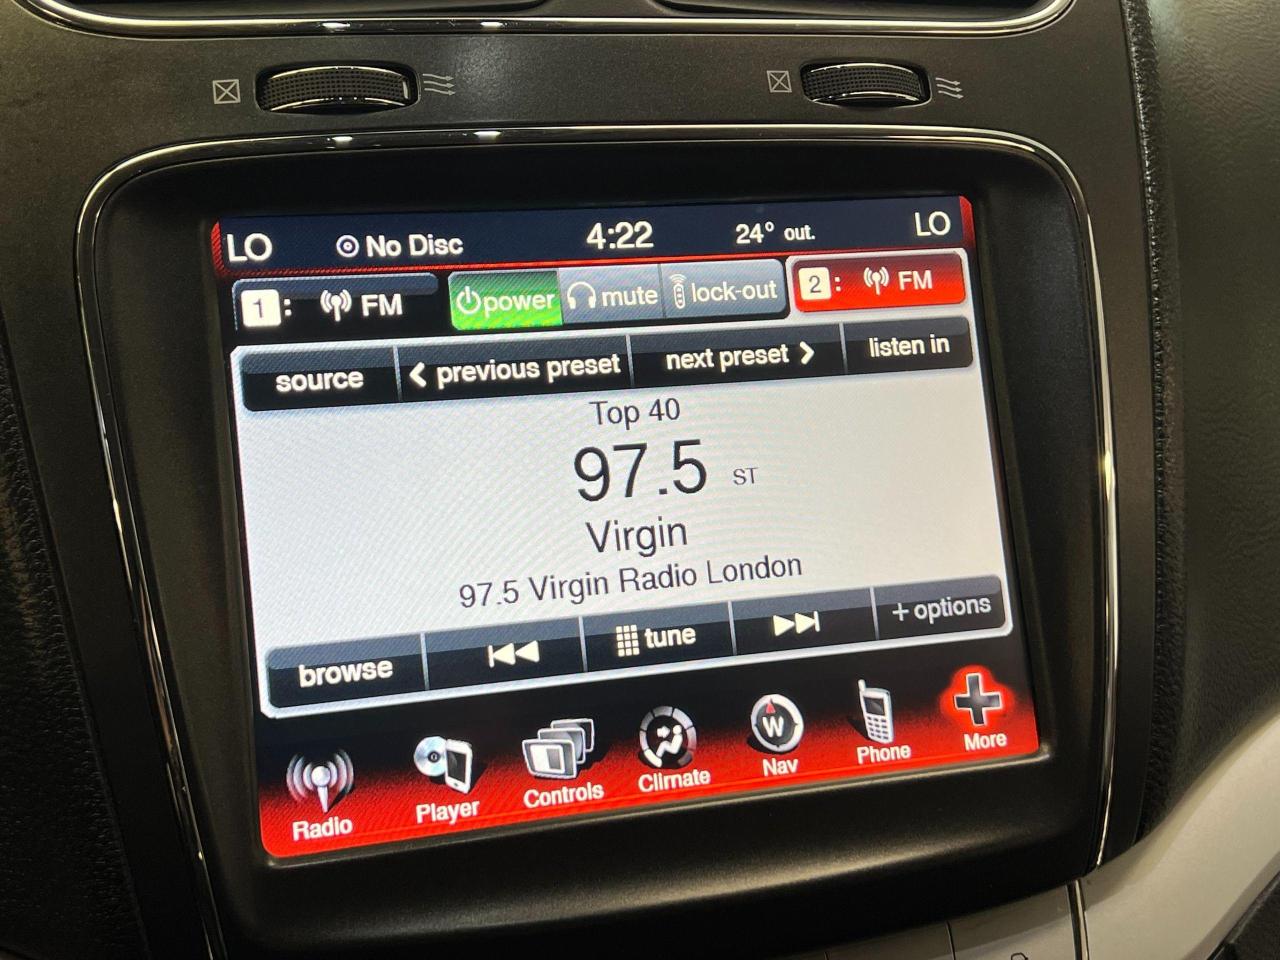 LO No Disc 4:22 24° out. LO
1 : FM power mute lock-out 2 : FM
source previous preset next preset listen in
Top 40
97.5 ST
Virgin
97.5 Virgin Radio London
browse tune + options
W
Radio Player Controls Climate Nav Phone More